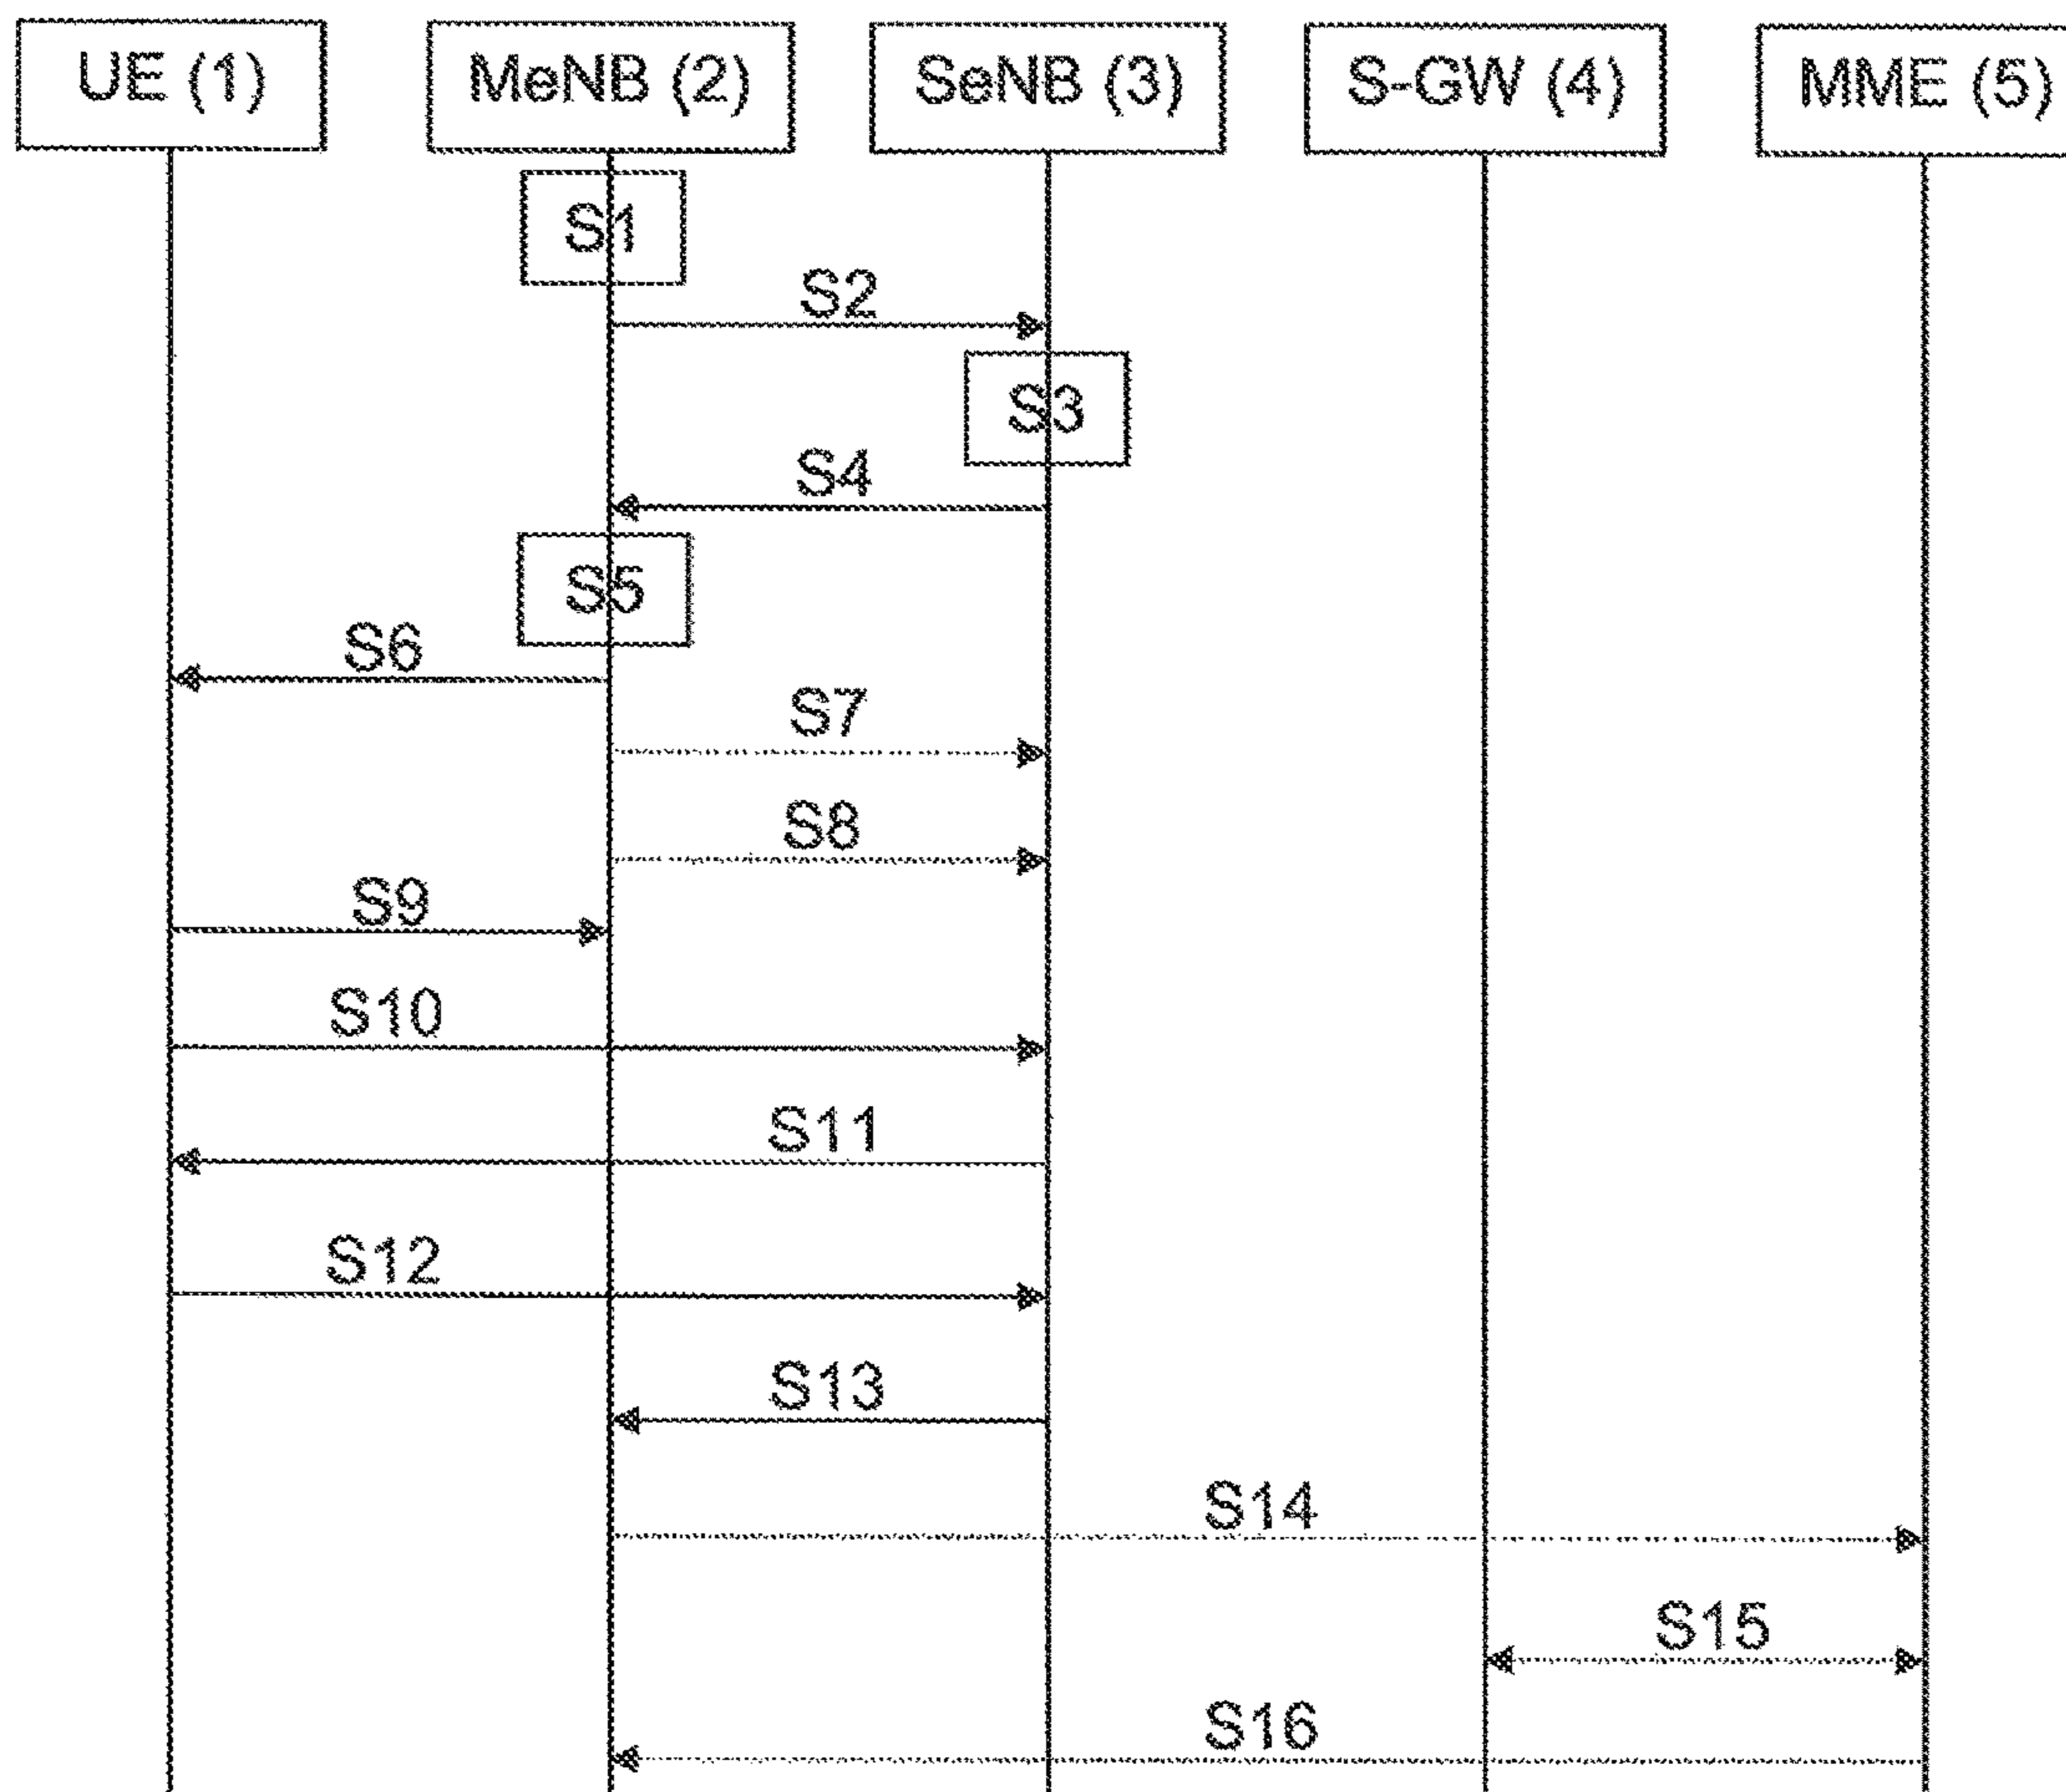 UE (1) MeNB (2) SeNB (3) S-GW (4) MME (5)
S1
S2
S3
S4
S5
S6
S7
S8
S9
S10
S11
S12
S13
S14
S15
S16